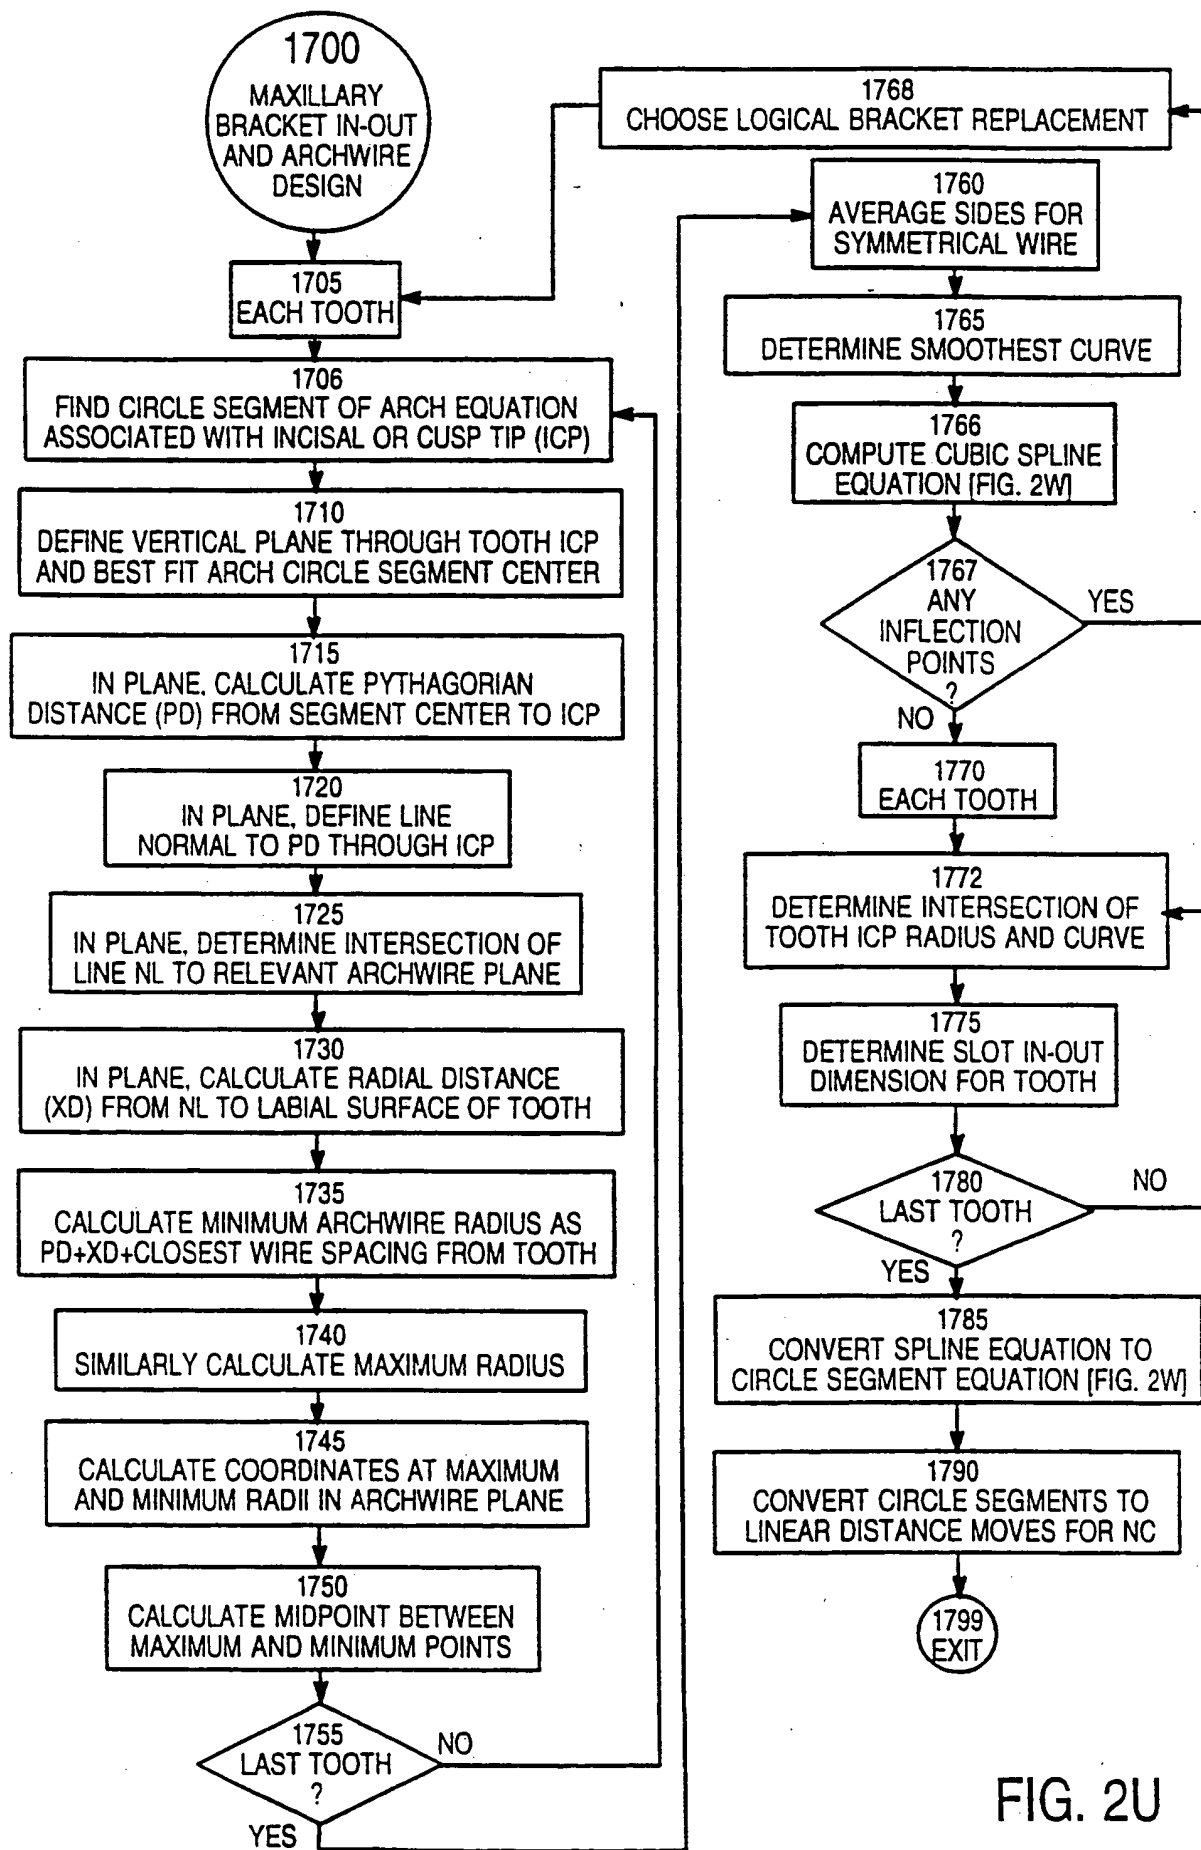 1700
MAXILLARY
BRACKET IN-OUT
AND ARCHWIRE
DESIGN
1705
EACH TOOTH
1706
FIND CIRCLE SEGMENT OF ARCH EQUATION
ASSOCIATED WITH INCISAL OR CUSP TIP (ICP)
1710
DEFINE VERTICAL PLANE THROUGH TOOTH ICP
AND BEST FIT ARCH CIRCLE SEGMENT CENTER
1715
IN PLANE, CALCULATE PYTHAGORIAN
DISTANCE (PD) FROM SEGMENT CENTER TO ICP
1720
IN PLANE, DEFINE LINE
NORMAL TO PD THROUGH ICP
1725
IN PLANE, DETERMINE INTERSECTION OF
LINE NL TO RELEVANT ARCHWIRE PLANE
1730
IN PLANE, CALCULATE RADIAL DISTANCE
(XD) FROM NL TO LABIAL SURFACE OF TOOTH
1735
CALCULATE MINIMUM ARCHWIRE RADIUS AS
PD+XD+CLOSEST WIRE SPACING FROM TOOTH
1740
SIMILARLY CALCULATE MAXIMUM RADIUS
1745
CALCULATE COORDINATES AT MAXIMUM
AND MINIMUM RADII IN ARCHWIRE PLANE
1750
CALCULATE MIDPOINT BETWEEN
MAXIMUM AND MINIMUM POINTS
1755
LAST TOOTH
?
NO
YES
1768
CHOOSE LOGICAL BRACKET REPLACEMENT
1760
AVERAGE SIDES FOR
SYMMETRICAL WIRE
1765
DETERMINE SMOOTHEST CURVE
1766
COMPUTE CUBIC SPLINE
EQUATION [FIG. 2W]
1767
ANY
INFLECTION
POINTS
?
YES
NO
1770
EACH TOOTH
1772
DETERMINE INTERSECTION OF
TOOTH ICP RADIUS AND CURVE
1775
DETERMINE SLOT IN-OUT
DIMENSION FOR TOOTH
1780
LAST TOOTH
?
NO
YES
1785
CONVERT SPLINE EQUATION TO
CIRCLE SEGMENT EQUATION [FIG. 2W]
1790
CONVERT CIRCLE SEGMENTS TO
LINEAR DISTANCE MOVES FOR NC
1799
EXIT
FIG. 2U